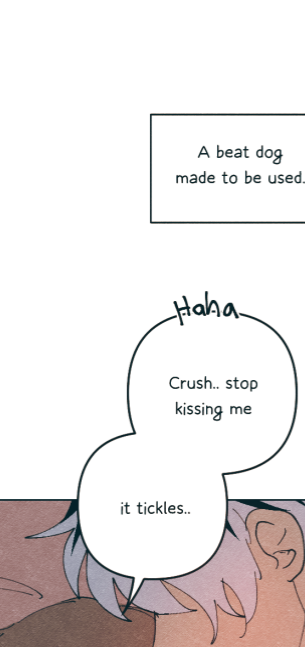 A beat dog
made to be used.
Haha
Crush.. stop
kissing me
it tickles..